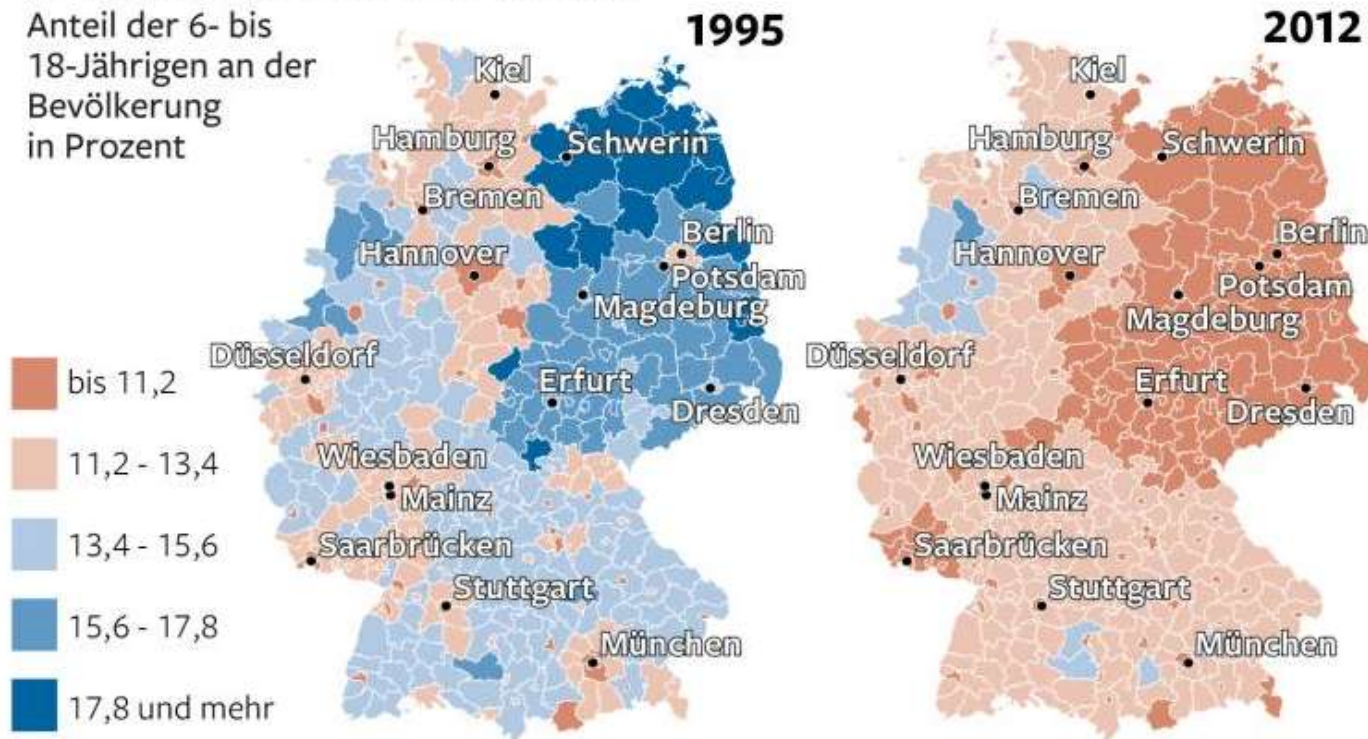 Anteil der 6- bis
18-Jährigen an der
Bevölkerung
in Prozent
bis 11,2
11,2 - 13,4
13,4 - 15,6
15,6 - 17,8
17,8 und mehr
1995
Kiel
Hamburg
Schwerin
Bremen
Berlin
Hannover
Potsdam
Magdeburg
Düsseldorf
Erfurt
Dresden
Wiesbaden
Mainz
Saarbrücken
Stuttgart
München
2012
Kiel
Hamburg
Schwerin
Bremen
Berlin
Hannover
Potsdam
Magdeburg
Düsseldorf
Erfurt
Dresden
Wiesbaden
Mainz
Saarbrücken
Stuttgart
München